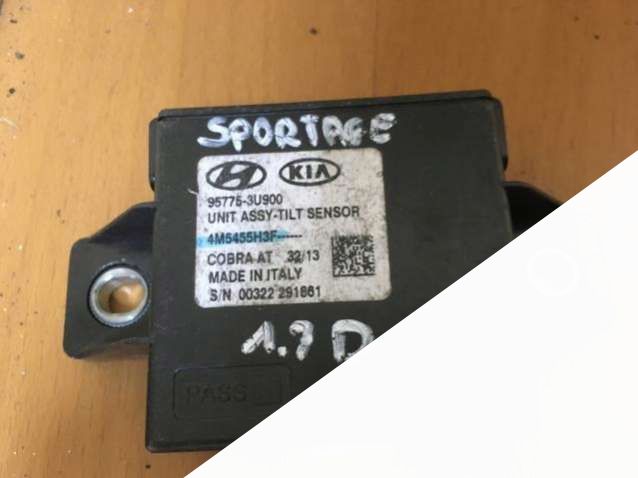 SPORTAGE
KIA
95775-3U900
UNIT ASSY-TILT SENSOR
4M5455H3F------
COBRA AT 32/13
MADE IN ITALY
S/N 00322 291861
1.7 D
PASS